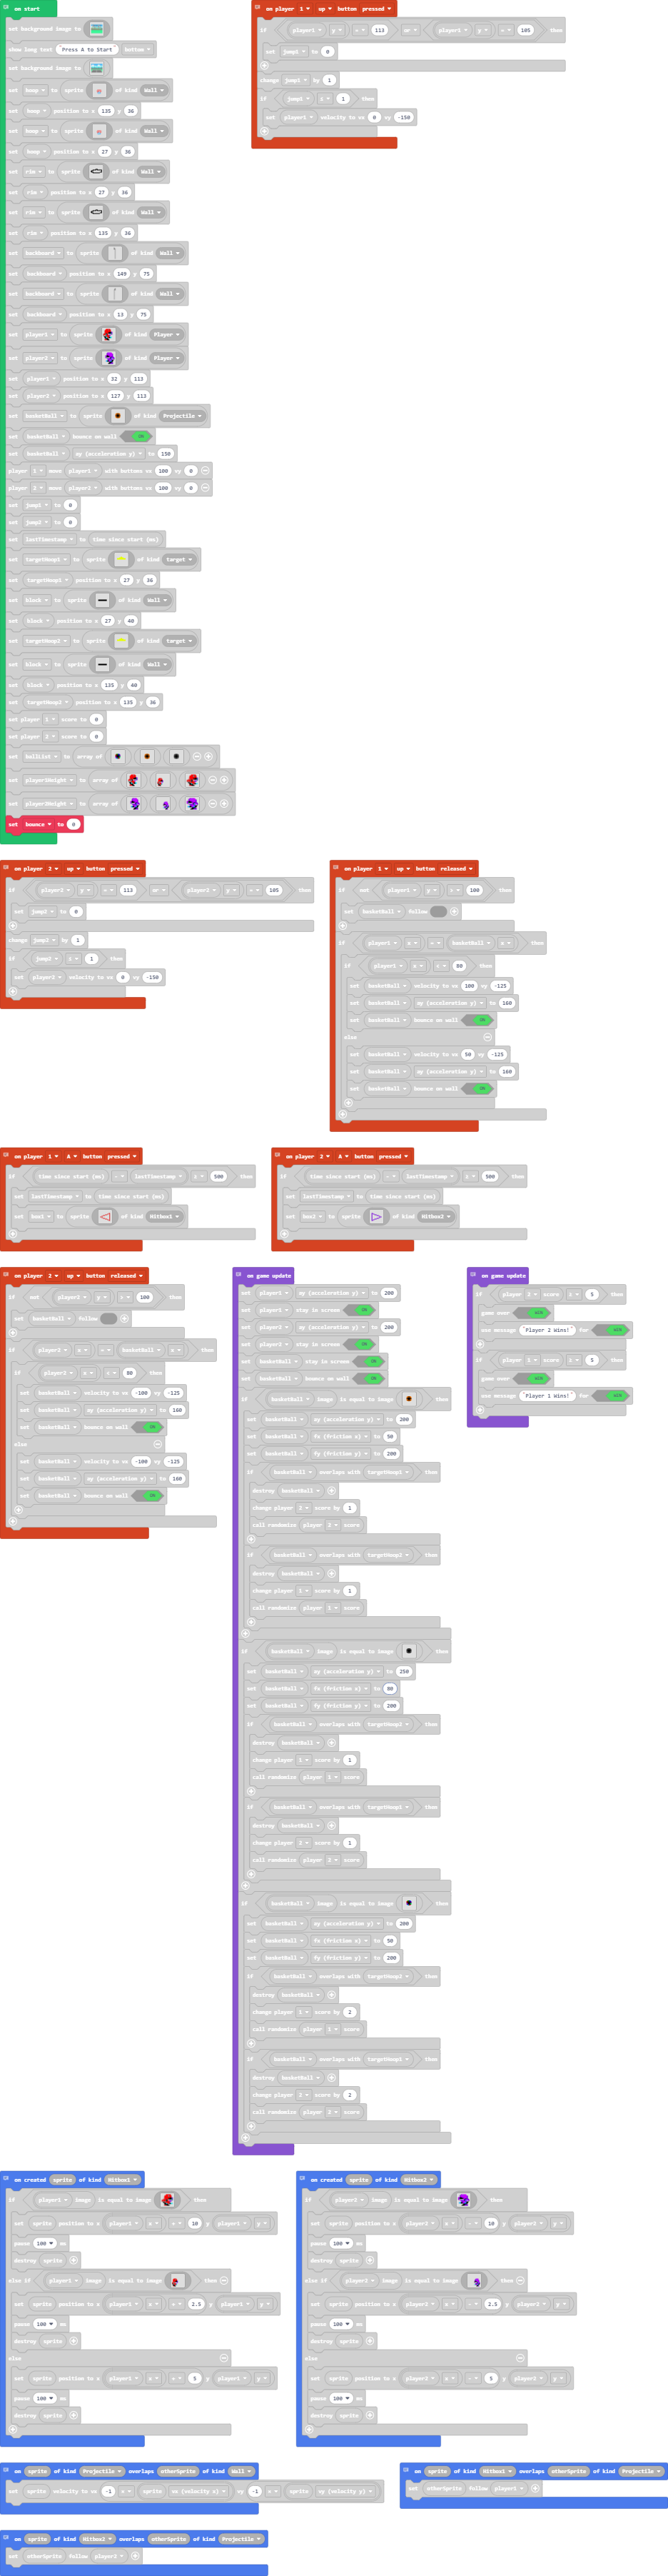 on start
set background image to
show long text "Press A to Start" button
set background image to
set hoop to sprite of kind Wall
set hoop position to x 135 y 36
set hoop to sprite of kind Wall
set hoop position to x 27 y 36
set rim to sprite of kind Wall
set rim position to x 27 y 36
set rim to sprite of kind Wall
set rim position to x 135 y 36
set backboard to sprite of kind Wall
set backboard position to x 149 y 75
set backboard to sprite of kind Wall
set backboard position to x 13 y 75
set player1 to sprite of kind Player
set player2 to sprite of kind Player
set player1 position to x 32 y 113
set player2 position to x 127 y 113
set basketBall to sprite of kind Projectile
set basketBall bounce on wall ON
set basketBall ay (acceleration y) to 150
player 1 move player1 with buttons vx 100 vy 0
player 2 move player2 with buttons vx 100 vy 0
set jump1 to 0
set jump2 to 0
set lastTimestamp to time since start (ms)
set targetHoop1 to sprite of kind target
set targetHoop1 position to x 27 y 36
set block to sprite of kind Wall
set block position to x 27 y 40
set targetHoop2 to sprite of kind target
set block to sprite of kind Wall
set block position to x 135 y 40
set targetHoop2 position to x 135 y 36
set player 1 score to 0
set player 2 score to 0
set ballList to array of
set player1Height to array of
set player2Height to array of
set bounce to 0
on player 1 up button pressed
if player1 y = 113 or player1 y = 105 then
set jump1 to 0
change jump1 by 1
if jump1 ≤ 1 then
set player1 velocity to vx 0 vy -150
on player 2 up button pressed
if player2 y = 113 or player2 y = 105 then
set jump2 to 0
change jump2 by 1
if jump2 ≤ 1 then
set player2 velocity to vx 0 vy -150
on player 1 up button released
if not player1 y > 100 then
set basketBall follow
if player1 x = basketBall x then
if player1 x < 80 then
set basketBall velocity to vx 100 vy -125
set basketBall ay (acceleration y) to 160
set basketBall bounce on wall ON
else
set basketBall velocity to vx 50 vy -125
set basketBall ay (acceleration y) to 160
set basketBall bounce on wall ON
on player 1 A button pressed
if time since start (ms) - lastTimestamp ≥ 500 then
set lastTimestamp to time since start (ms)
set box1 to sprite of kind Hitbox1
on player 2 A button pressed
if time since start (ms) - lastTimestamp ≥ 500 then
set lastTimestamp to time since start (ms)
set box2 to sprite of kind Hitbox2
on player 2 up button released
if not player2 y > 100 then
set basketBall follow
if player2 x = basketBall x then
if player2 x < 80 then
set basketBall velocity to vx -100 vy -125
set basketBall ay (acceleration y) to 160
set basketBall bounce on wall ON
else
set basketBall velocity to vx -100 vy -125
set basketBall ay (acceleration y) to 160
set basketBall bounce on wall ON
on game update
set player1 ay (acceleration y) to 200
set player1 stay in screen ON
set player2 ay (acceleration y) to 200
set player2 stay in screen ON
set basketBall stay in screen ON
set basketBall bounce on wall ON
if basketBall image is equal to image then
set basketBall ay (acceleration y) to 200
set basketBall fx (friction x) to 50
set basketBall fy (friction y) to 200
if basketBall overlaps with targetHoop1 then
destroy basketBall
change player 2 score by 1
call randomize player 2 score
if basketBall overlaps with targetHoop2 then
destroy basketBall
change player 1 score by 1
call randomize player 1 score
if basketBall image is equal to image then
set basketBall ay (acceleration y) to 250
set basketBall fx (friction x) to 90
set basketBall fy (friction y) to 200
if basketBall overlaps with targetHoop2 then
destroy basketBall
change player 1 score by 1
call randomize player 1 score
if basketBall overlaps with targetHoop1 then
destroy basketBall
change player 2 score by 1
call randomize player 2 score
if basketBall image is equal to image then
set basketBall ay (acceleration y) to 200
set basketBall fx (friction x) to 50
set basketBall fy (friction y) to 200
if basketBall overlaps with targetHoop2 then
destroy basketBall
change player 1 score by 2
call randomize player 1 score
if basketBall overlaps with targetHoop1 then
destroy basketBall
change player 2 score by 2
call randomize player 2 score
on game update
if player 2 score ≥ 5 then
game over WIN
use message "Player 2 Wins!" for WIN
if player 1 score ≥ 5 then
game over WIN
use message "Player 1 Wins!" for WIN
on created sprite of kind Hitbox1
if player1 image is equal to image then
set sprite position to x player1 x + 10 y player1 y
pause 100 ms
destroy sprite
else if player1 image is equal to image then
set sprite position to x player1 x + 2.5 y player1 y
pause 100 ms
destroy sprite
else
set sprite position to x player1 x + 5 y player1 y
pause 100 ms
destroy sprite
on created sprite of kind Hitbox2
if player2 image is equal to image then
set sprite position to x player2 x - 10 y player2 y
pause 100 ms
destroy sprite
else if player2 image is equal to image then
set sprite position to x player2 x - 2.5 y player2 y
pause 100 ms
destroy sprite
else
set sprite position to x player2 x - 5 y player2 y
pause 100 ms
destroy sprite
on sprite of kind Projectile overlaps otherSprite of kind Wall
set sprite velocity to vx -1 × sprite vx (velocity x) vy -1 × sprite vy (velocity y)
on sprite of kind Hitbox1 overlaps otherSprite of kind Projectile
set otherSprite follow player1
on sprite of kind Hitbox2 overlaps otherSprite of kind Projectile
set otherSprite follow player2